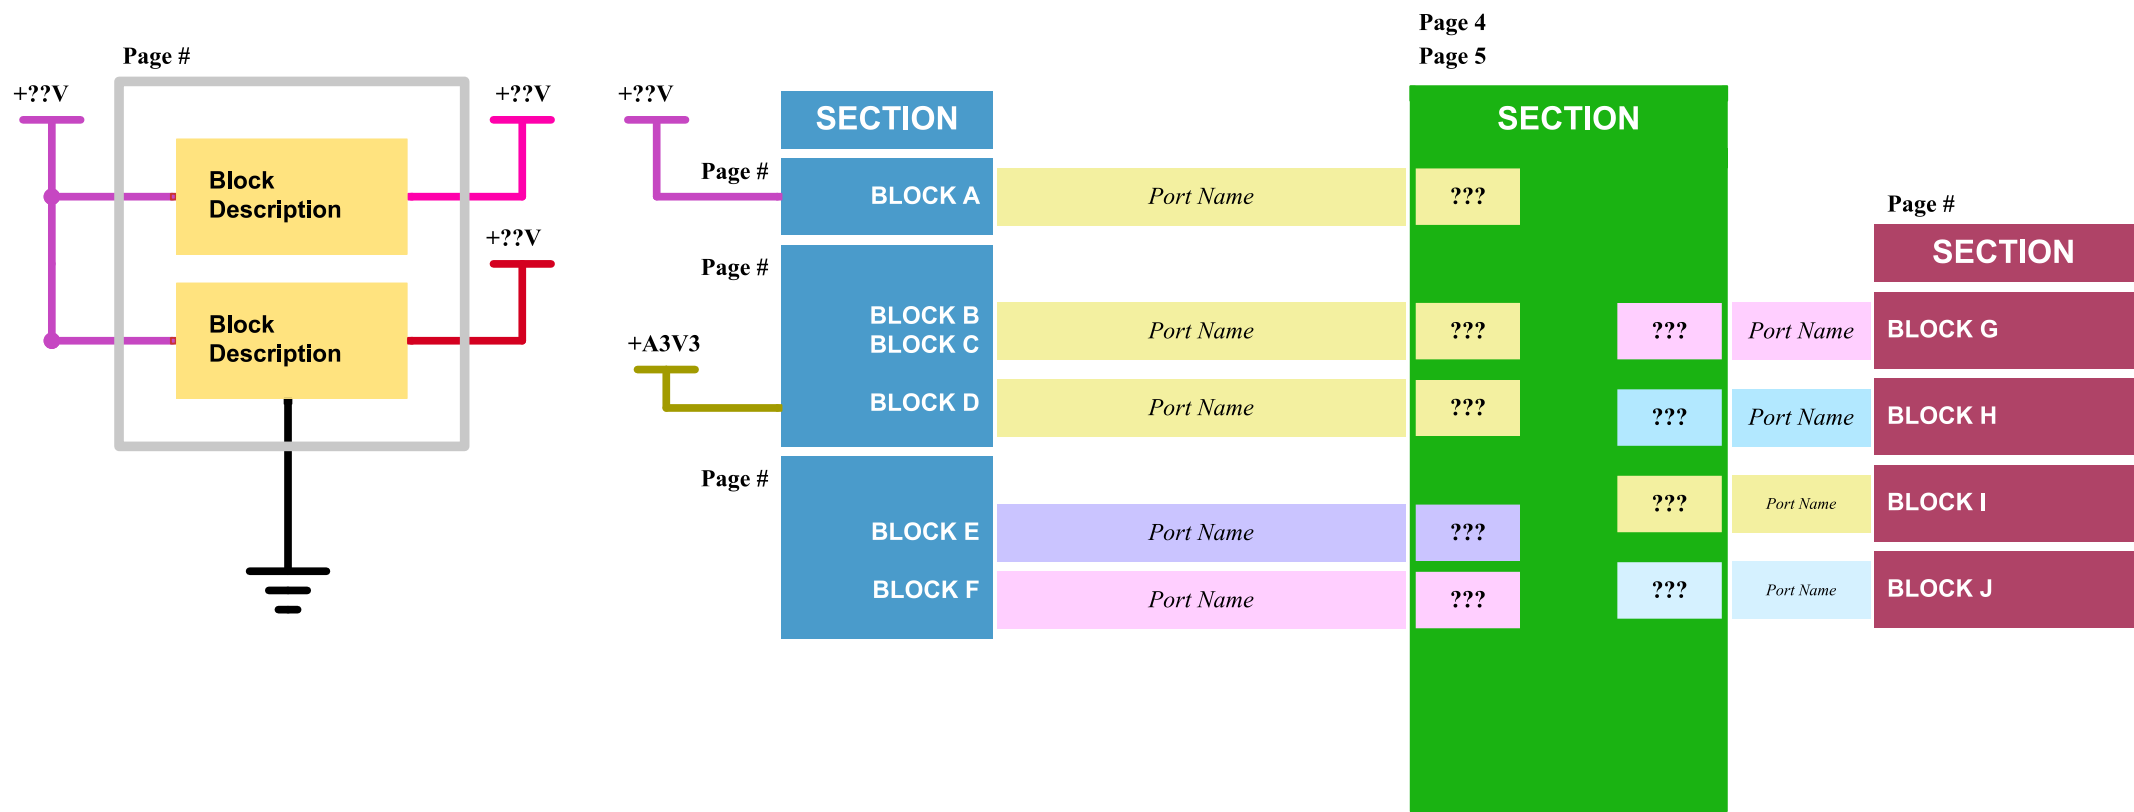 Page #
+??V
+??V
Block
Description
+??V
Block
Description
+??V
SECTION
Page #
BLOCK A
Port Name
???
Page #
BLOCK B
BLOCK C
Port Name
???
+A3V3
BLOCK D
Port Name
???
Page #
BLOCK E
Port Name
???
BLOCK F
Port Name
???
Page 4
Page 5
SECTION
Page #
SECTION
???
Port Name
BLOCK G
???
Port Name
BLOCK H
???
Port Name
BLOCK I
???
Port Name
BLOCK J